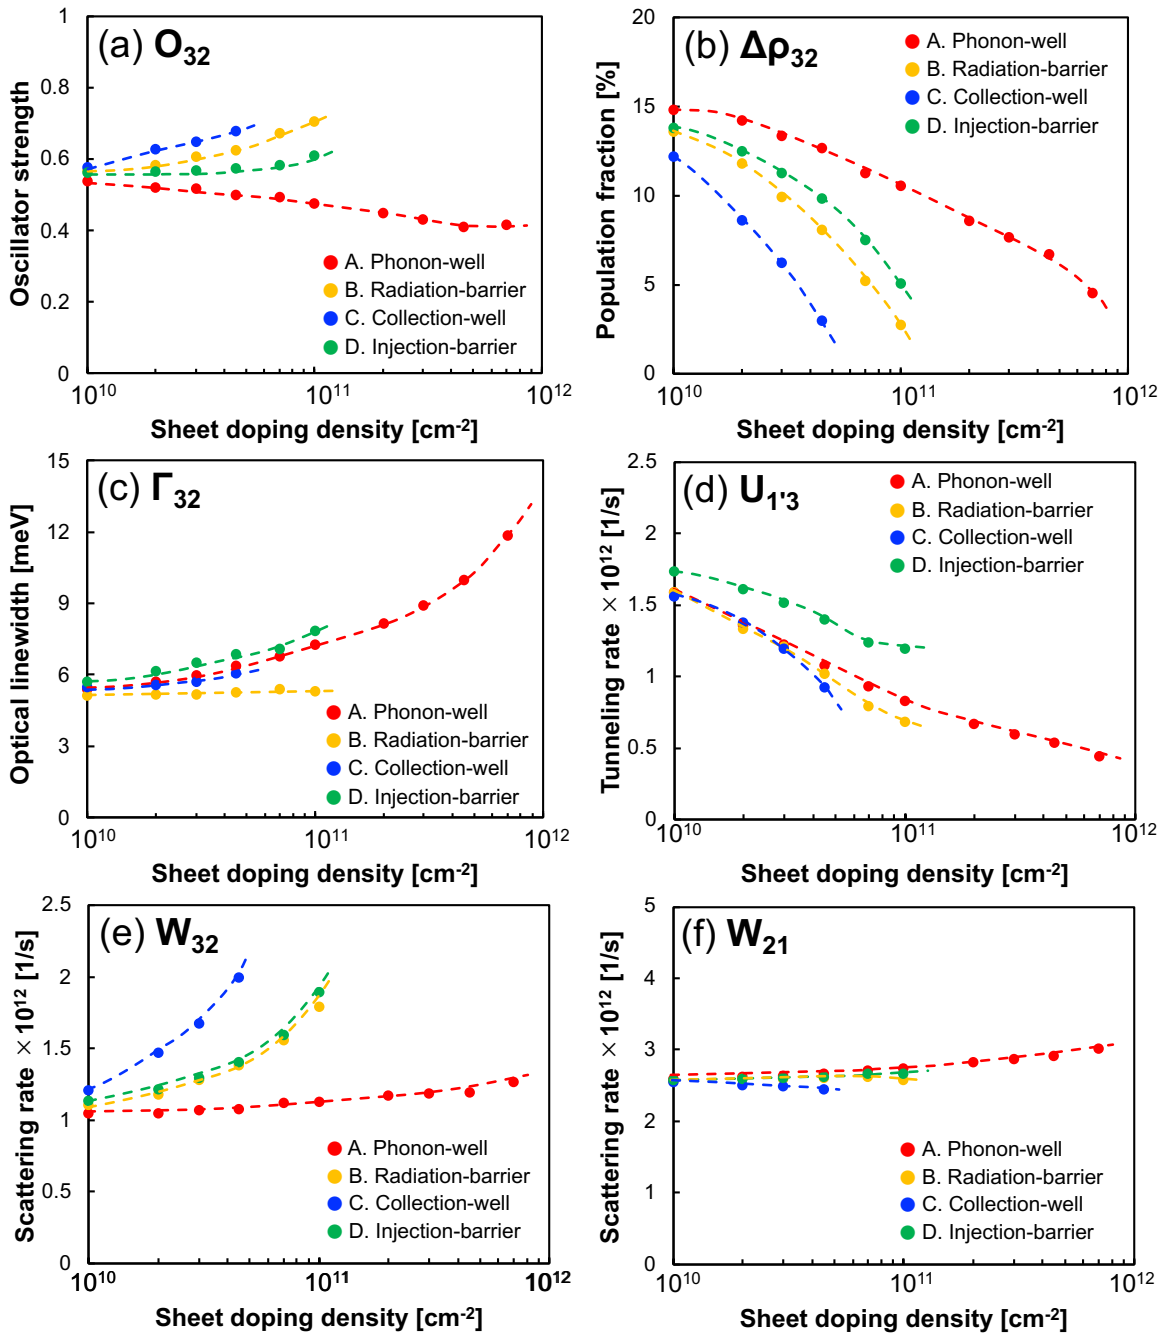 (a) O32
Oscillator strength
1
0.8
0.6
0.4
0.2
0
A. Phonon-well
B. Radiation-barrier
C. Collection-well
D. Injection-barrier
10^10
10^11
10^12
Sheet doping density [cm^-2]
(b) Δρ32
Population fraction [%]
20
15
10
5
0
A. Phonon-well
B. Radiation-barrier
C. Collection-well
D. Injection-barrier
10^10
10^11
10^12
Sheet doping density [cm^-2]
(c) Γ32
Optical linewidth [meV]
15
12
9
6
3
0
A. Phonon-well
B. Radiation-barrier
C. Collection-well
D. Injection-barrier
10^10
10^11
10^12
Sheet doping density [cm^-2]
(d) U1'3
Tunneling rate × 10^12 [1/s]
2.5
2
1.5
1
0.5
0
A. Phonon-well
B. Radiation-barrier
C. Collection-well
D. Injection-barrier
10^10
10^11
10^12
Sheet doping density [cm^-2]
(e) W32
Scattering rate × 10^12 [1/s]
2.5
2
1.5
1
0.5
0
A. Phonon-well
B. Radiation-barrier
C. Collection-well
D. Injection-barrier
10^10
10^11
10^12
Sheet doping density [cm^-2]
(f) W21
Scattering rate × 10^12 [1/s]
5
4
3
2
1
0
A. Phonon-well
B. Radiation-barrier
C. Collection-well
D. Injection-barrier
10^10
10^11
10^12
Sheet doping density [cm^-2]